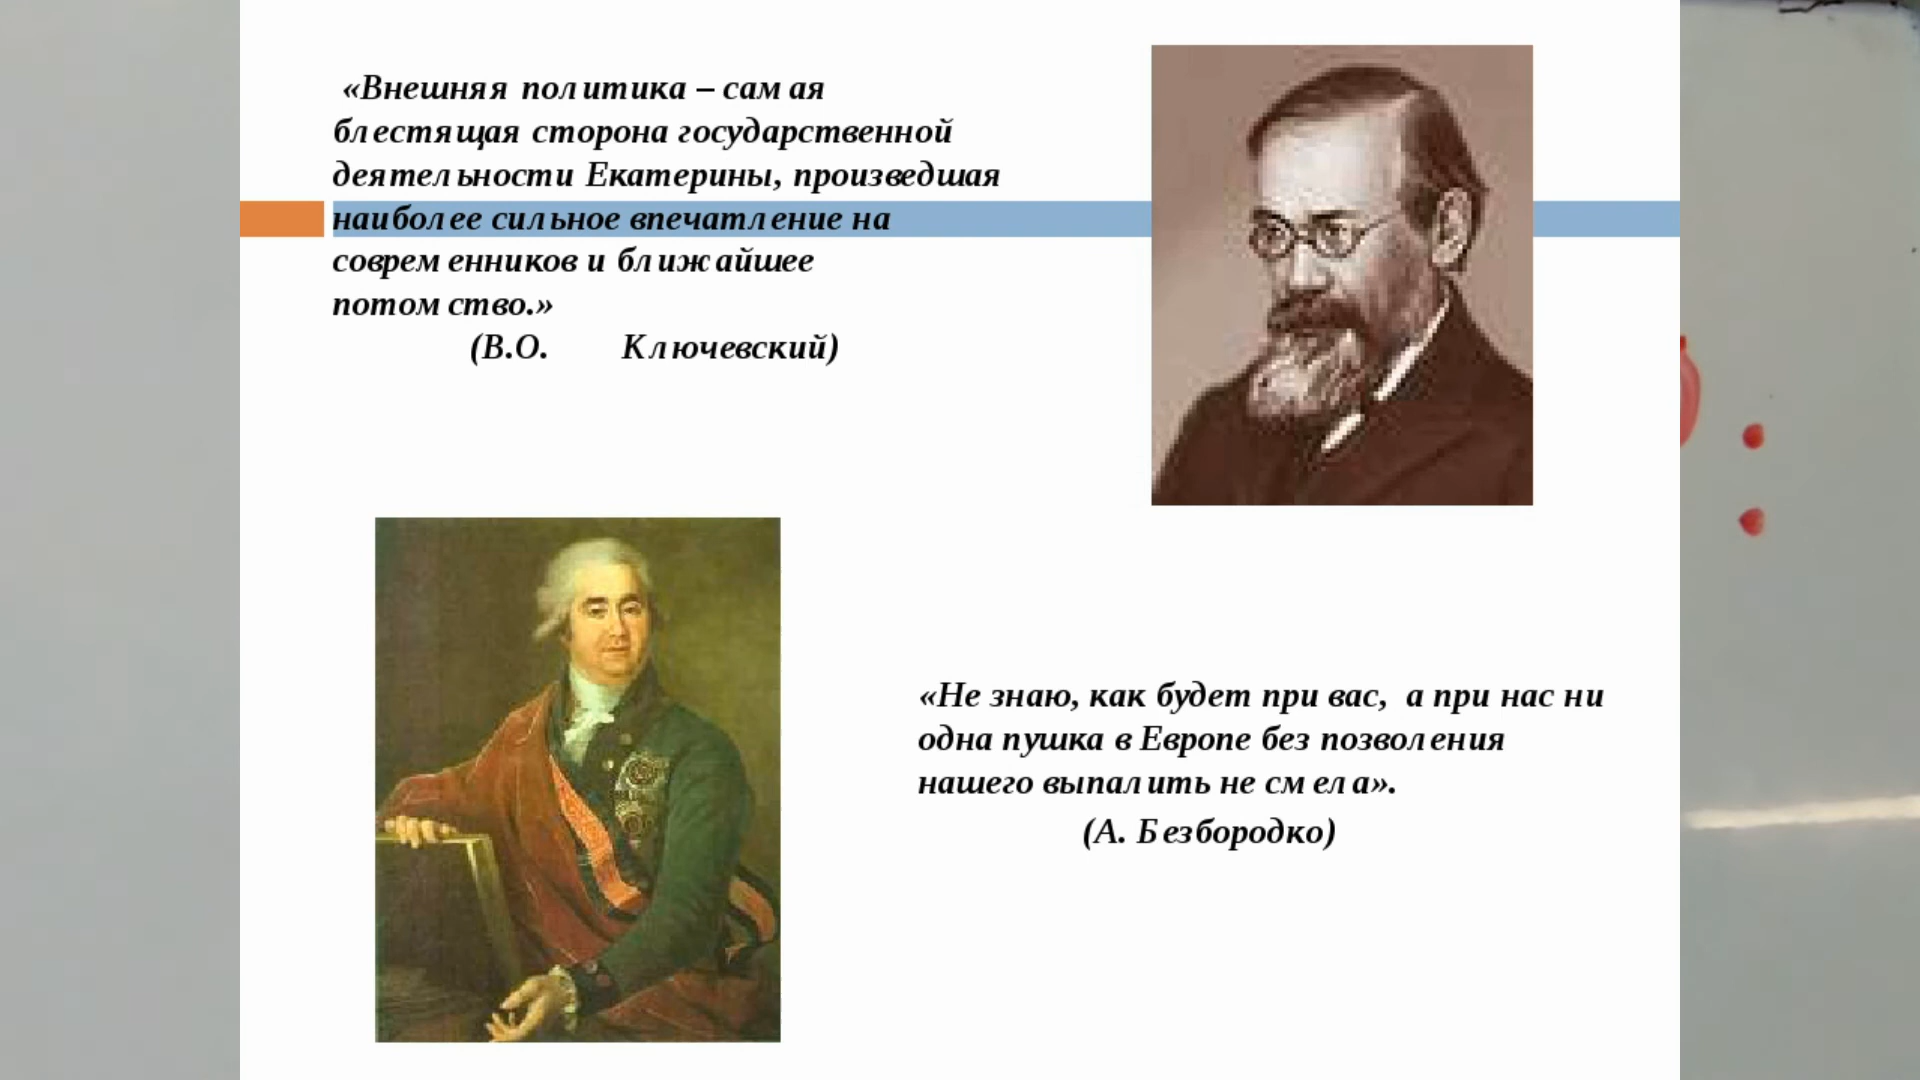 «Внешняя политика – самая
блестящая сторона государственной
деятельности Екатерины, произведшая
наиболее сильное впечатление на
современников и ближайшее
потомство.»
(В.О. Ключевский)
«Не знаю, как будет при вас, а при нас ни
одна пушка в Европе без позволения
нашего выпалить не смела».
(А. Безбородко)